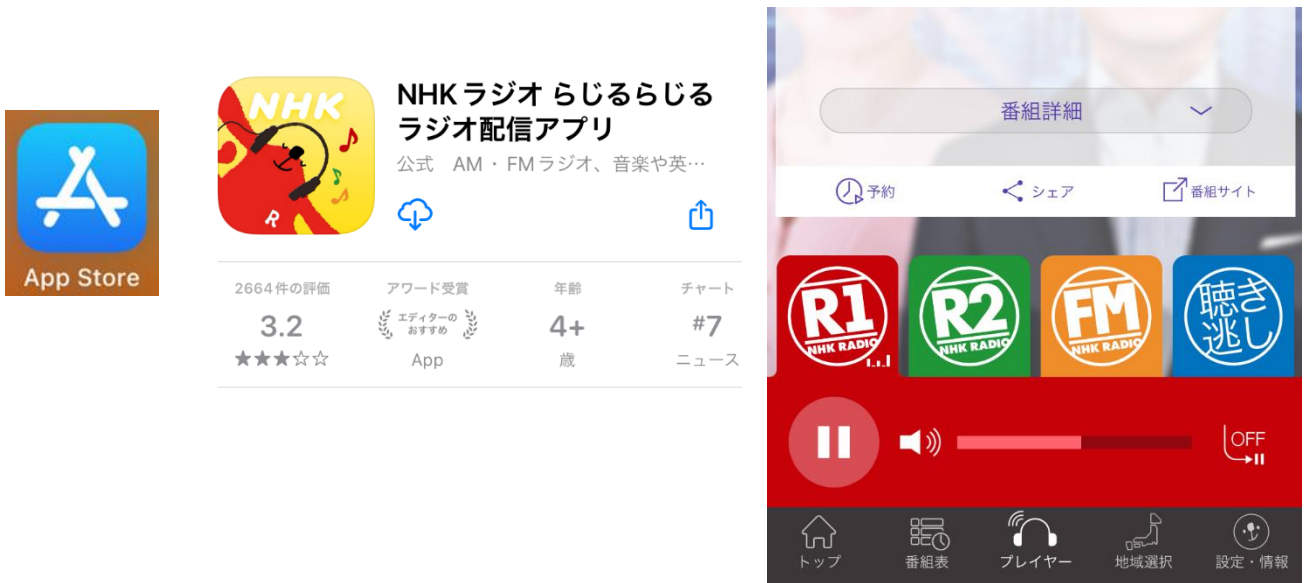 App Store
NHK
R
NHKラジオ らじるらじる
ラジオ配信アプリ
公式 AM・FMラジオ、音楽や英…
2664件の評価
3.2
★★★☆☆
アワード受賞
エディターの
おすすめ
App
年齢
4+
歳
チャート
#7
ニュース
番組詳細
予約
シェア
番組サイト
R1
NHK RADIO
R2
NHK RADIO
FM
NHK RADIO
聴き
逃し
OFF
トップ
番組表
プレイヤー
地域選択
設定・情報